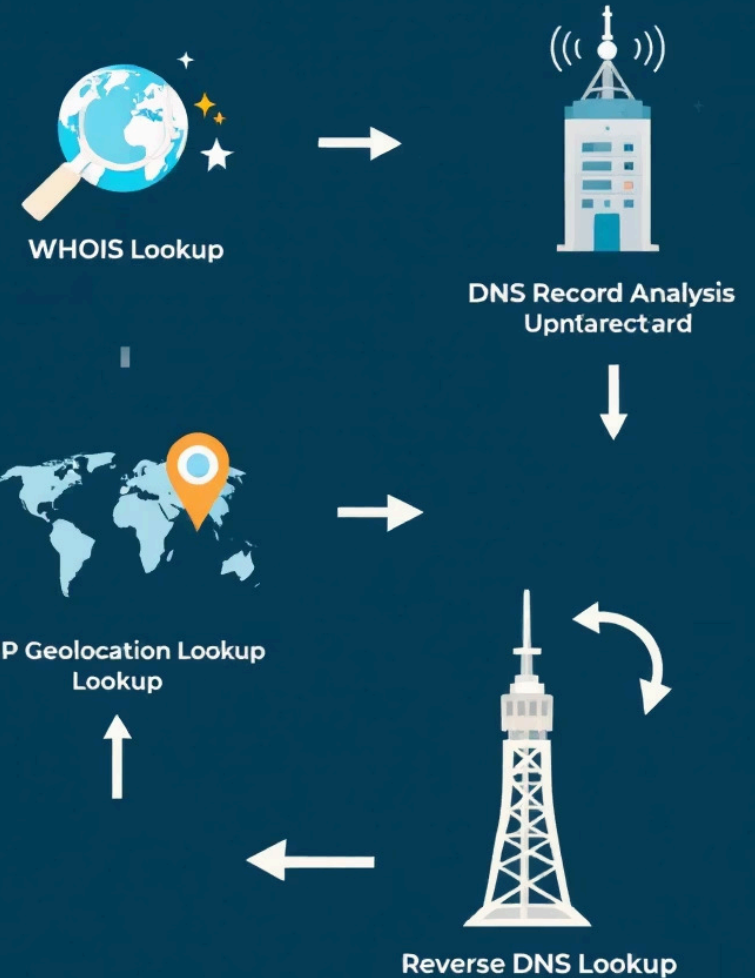 WHOIS Lookup
DNS Record Analysis
Upntarectard
P Geolocation Lookup
Lookup
Reverse DNS Lookup